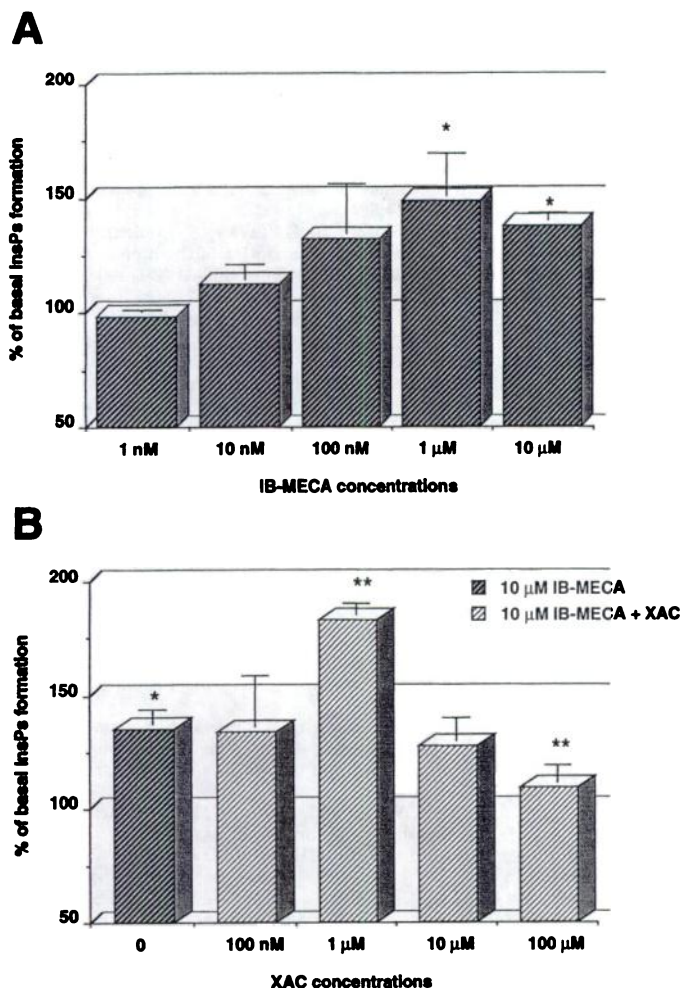 A
200
150
100
50
% of basal InsPs formation
*
*
1 nM 10 nM 100 nM 1 µM 10 µM
IB-MECA concentrations
B
200
150
100
50
% of basal InsPs formation
*
**
**
10 µM IB-MECA
10 µM IB-MECA + XAC
0 100 nM 1 µM 10 µM 100 µM
XAC concentrations